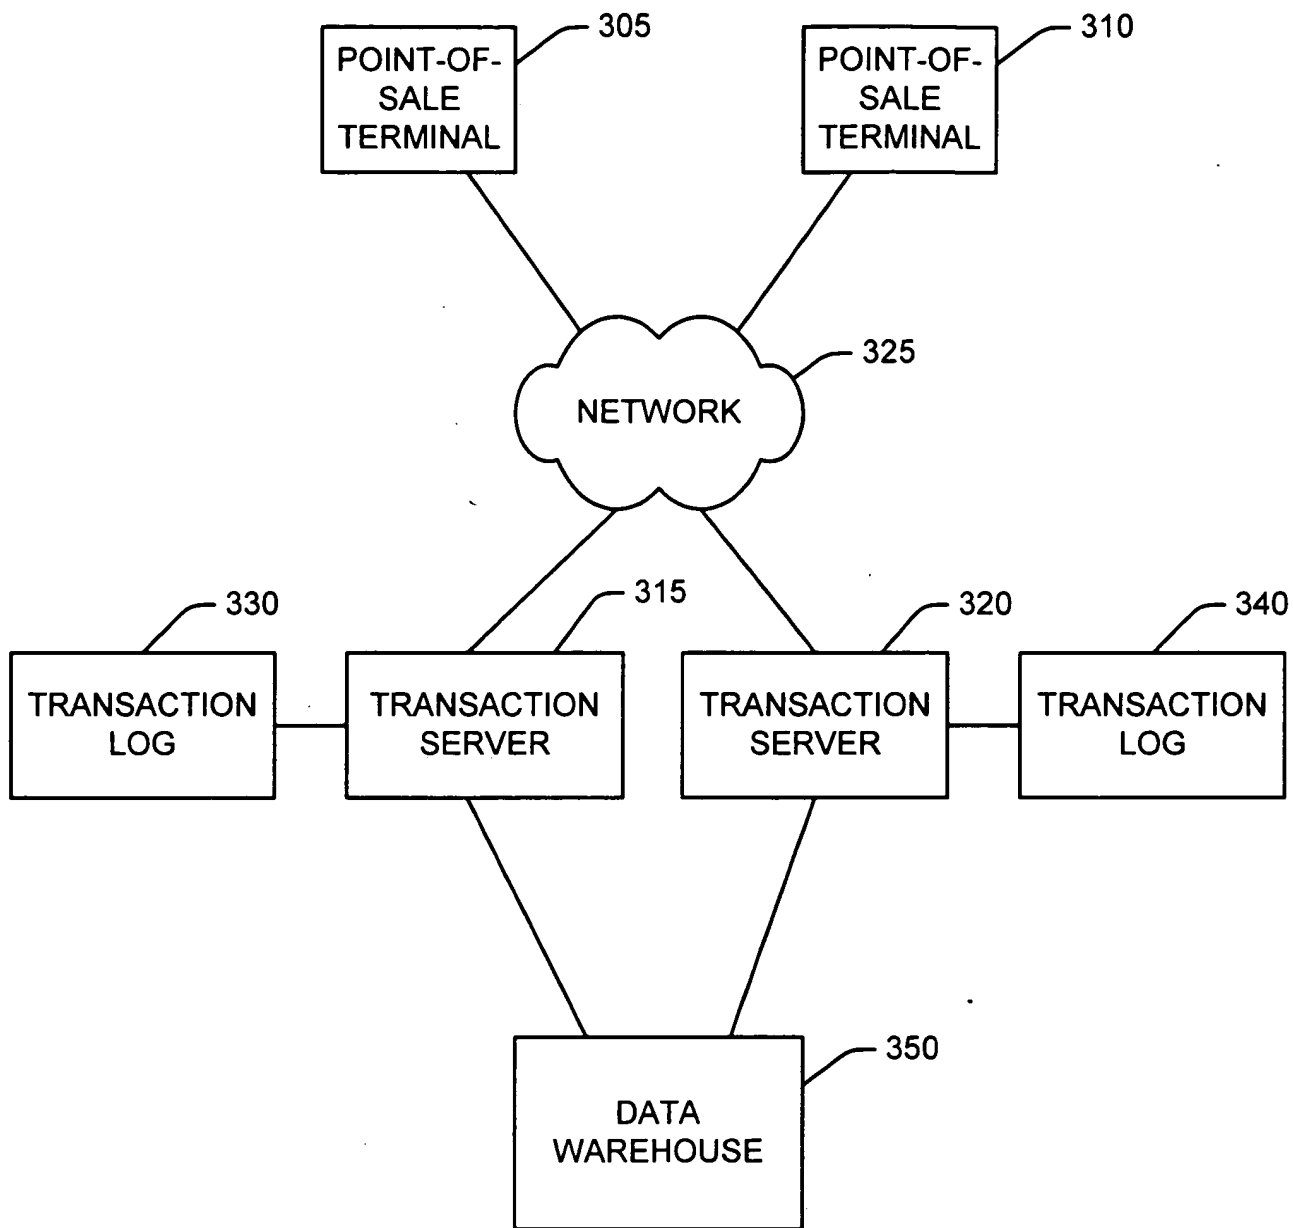 305
POINT-OF-
SALE
TERMINAL
310
POINT-OF-
SALE
TERMINAL
325
NETWORK
330
TRANSACTION
LOG
315
TRANSACTION
SERVER
320
TRANSACTION
SERVER
340
TRANSACTION
LOG
350
DATA
WAREHOUSE